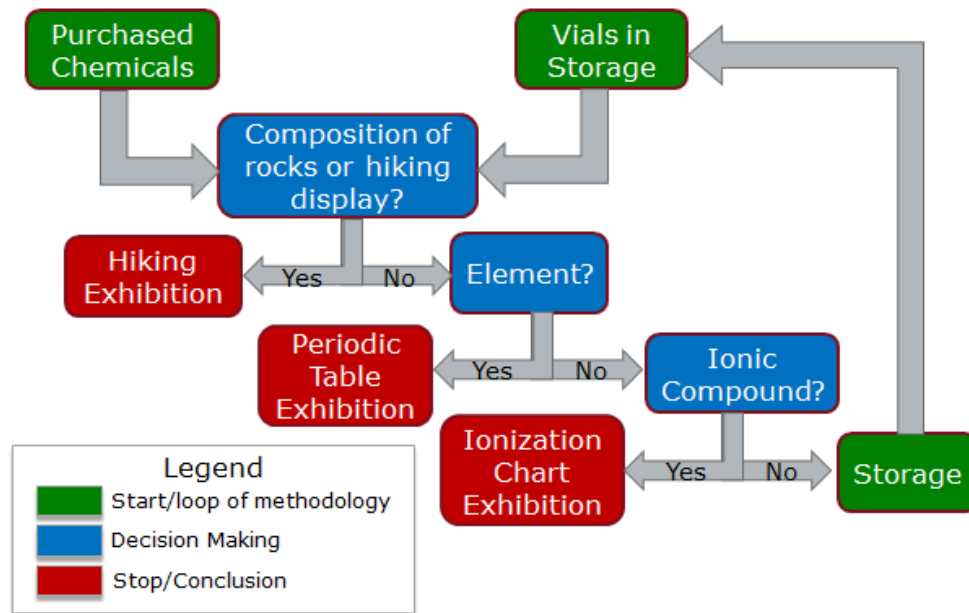 Purchased
Chemicals
Vials in
Storage
Composition of
rocks or hiking
display?
Hiking
Exhibition
Yes
No
Element?
Periodic
Table
Exhibition
Yes
No
Ionic
Compound?
Ionization
Chart
Exhibition
Yes
No
Storage
Legend
Start/loop of methodology
Decision Making
Stop/Conclusion